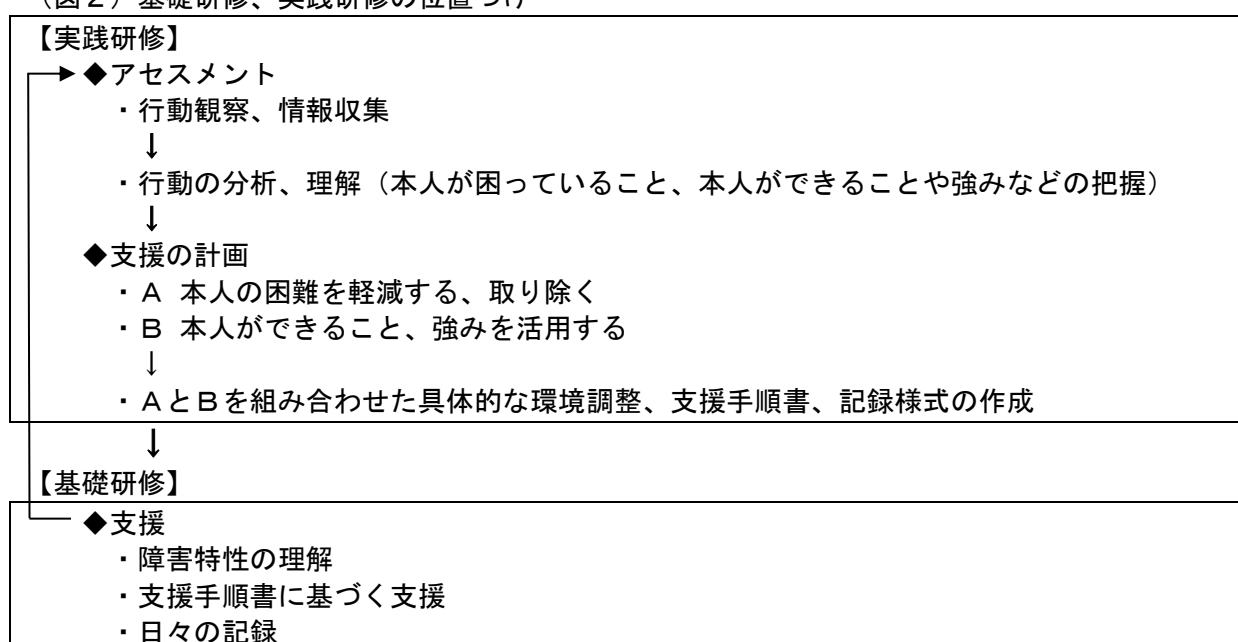 （図２）基礎研修、実践研修の位置づけ
【実践研修】
◆アセスメント
・行動観察、情報収集
↓
・行動の分析、理解（本人が困っていること、本人ができることや強みなどの把握）
↓
◆支援の計画
・Ａ 本人の困難を軽減する、取り除く
・Ｂ 本人ができること、強みを活用する
↓
・ＡとＢを組み合わせた具体的な環境調整、支援手順書、記録様式の作成
↓
【基礎研修】
◆支援
・障害特性の理解
・支援手順書に基づく支援
・日々の記録